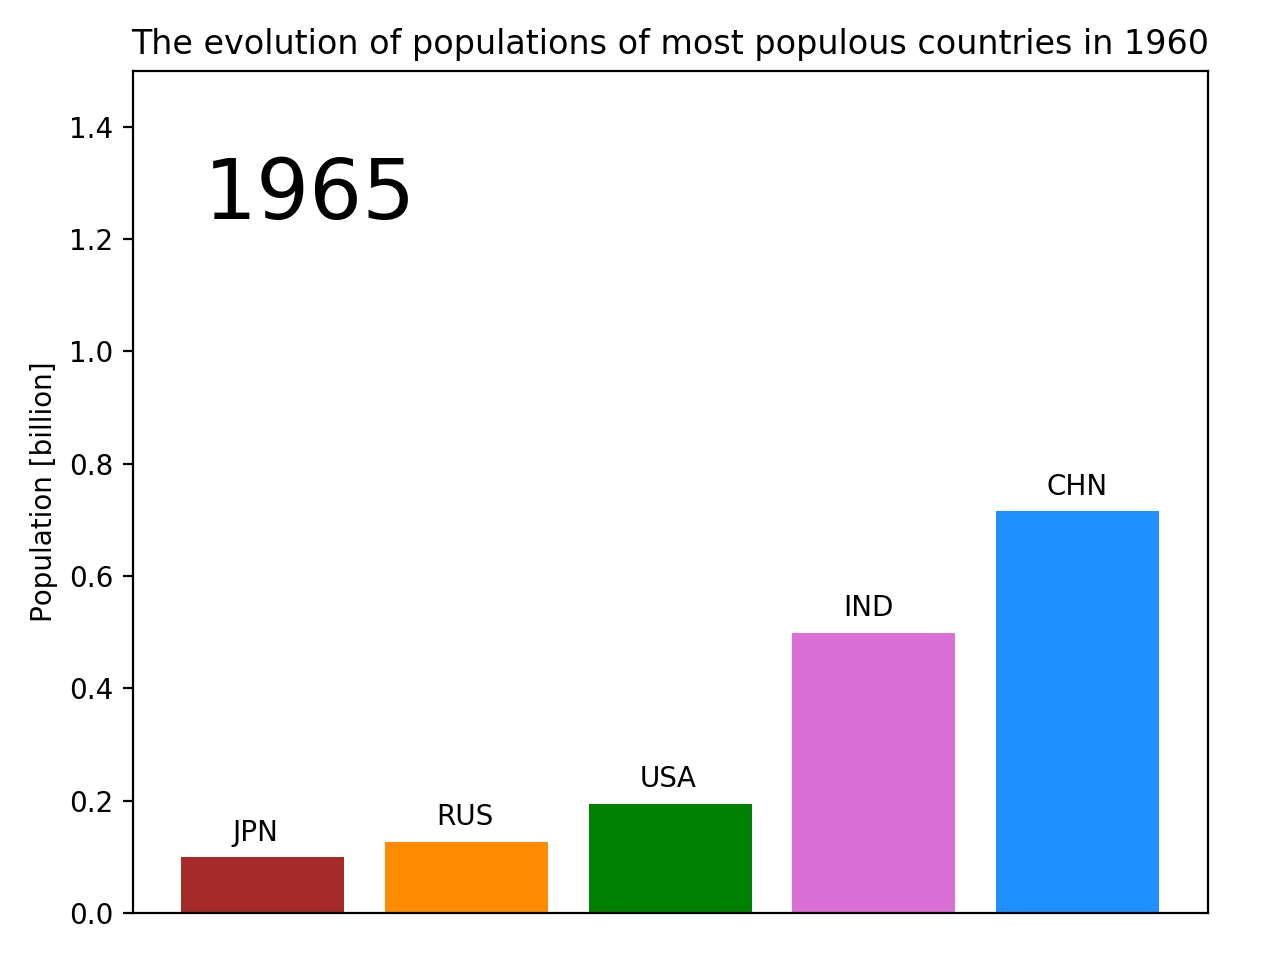 The evolution of populations of most populous countries in 1960
1965
Population [billion]
1.4
1.2
1.0
0.8
0.6
0.4
0.2
0.0
JPN
RUS
USA
IND
CHN